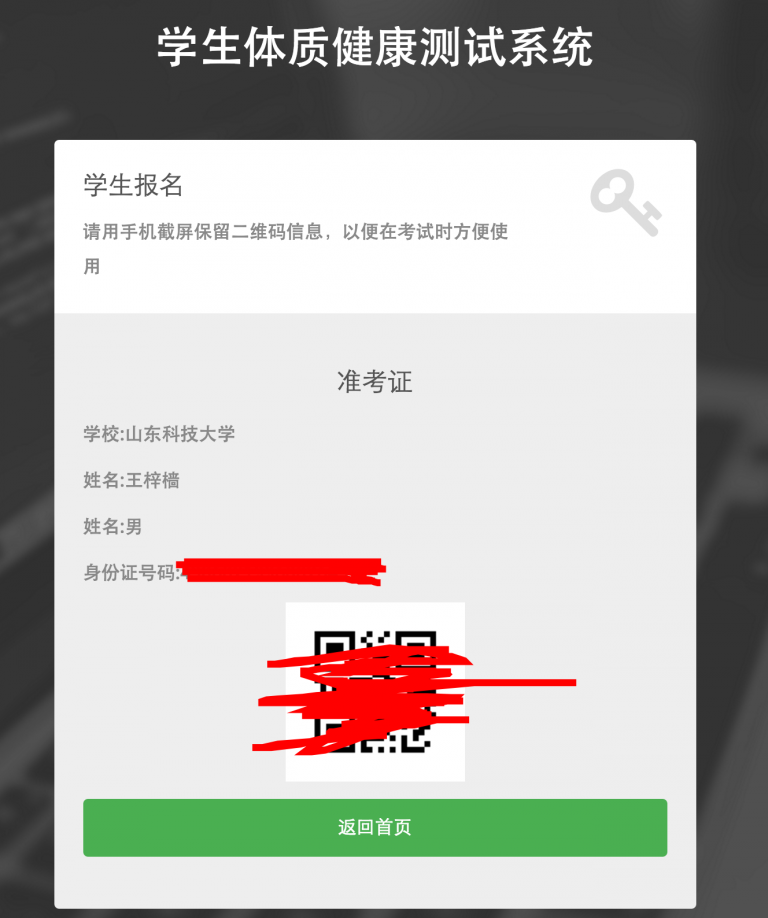 学生体质健康测试系统
学生报名
请用手机截屏保留二维码信息，以便在考试时方便使
用
准考证
学校:山东科技大学
姓名:王梓樯
姓名:男
身份证号码:
返回首页